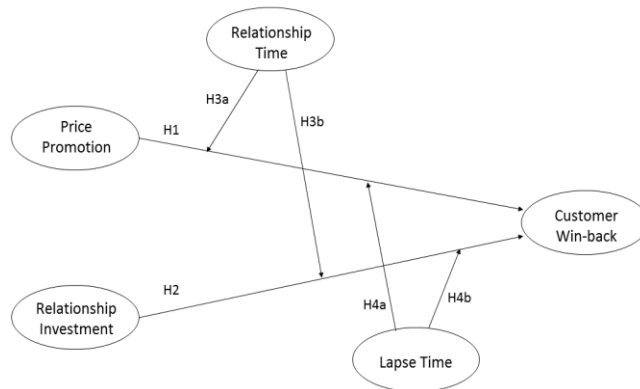 Relationship
Time
H3a
H3b
Price
Promotion
H1
Customer
Win-back
H2
Relationship
Investment
H4a
H4b
Lapse Time